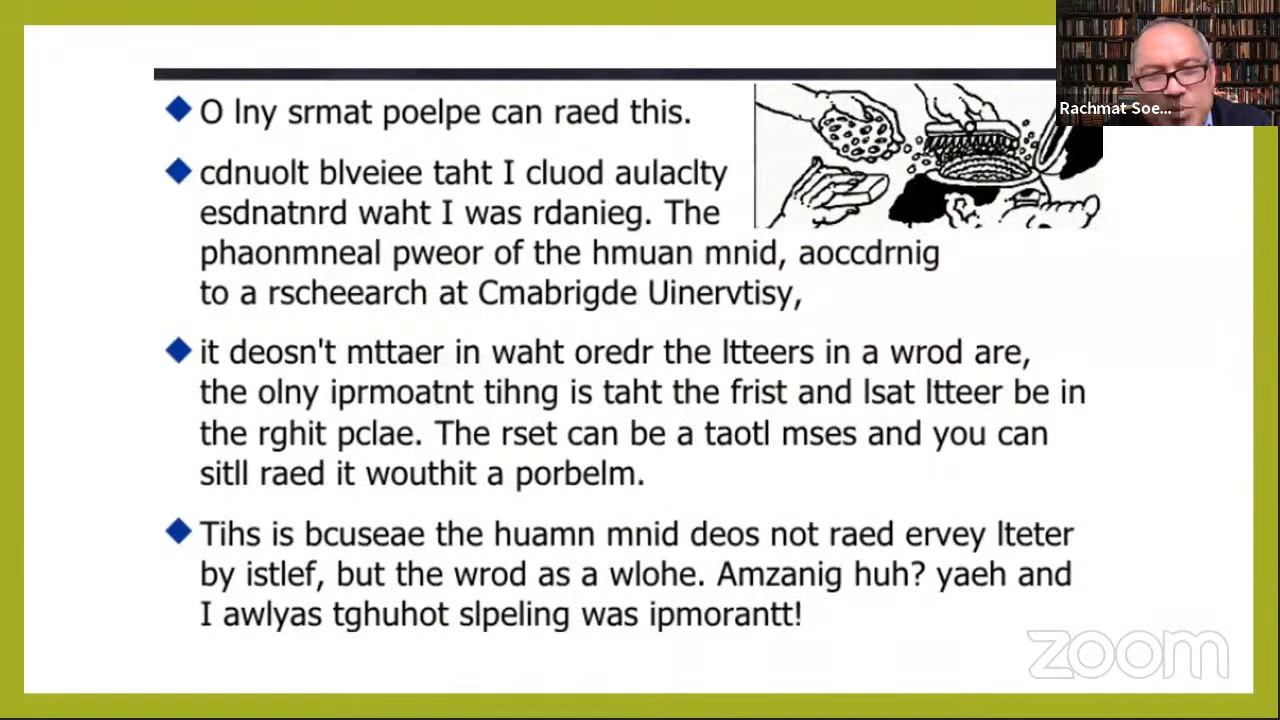 Rachmat Soe...
O lny srmat poelpe can raed this.
cdnuolt blveiee taht I cluod aulaclty
esdnatnrd waht I was rdanieg. The
phaonmneal pweor of the hmuan mnid, aoccdrnig
to a rscheearch at Cmabrigde Uinervtisy,
it deosn't mttaer in waht oredr the ltteers in a wrod are,
the olny iprmoatnt tihng is taht the frist and lsat ltteer be in
the rghit pclae. The rset can be a taotl mses and you can
sitll raed it wouthit a porbelm.
Tihs is bcuseae the huamn mnid deos not raed ervey lteter
by istlef, but the wrod as a wlohe. Amzanig huh? yaeh and
I awlyas tghuhot slpeling was ipmorantt!
zoom